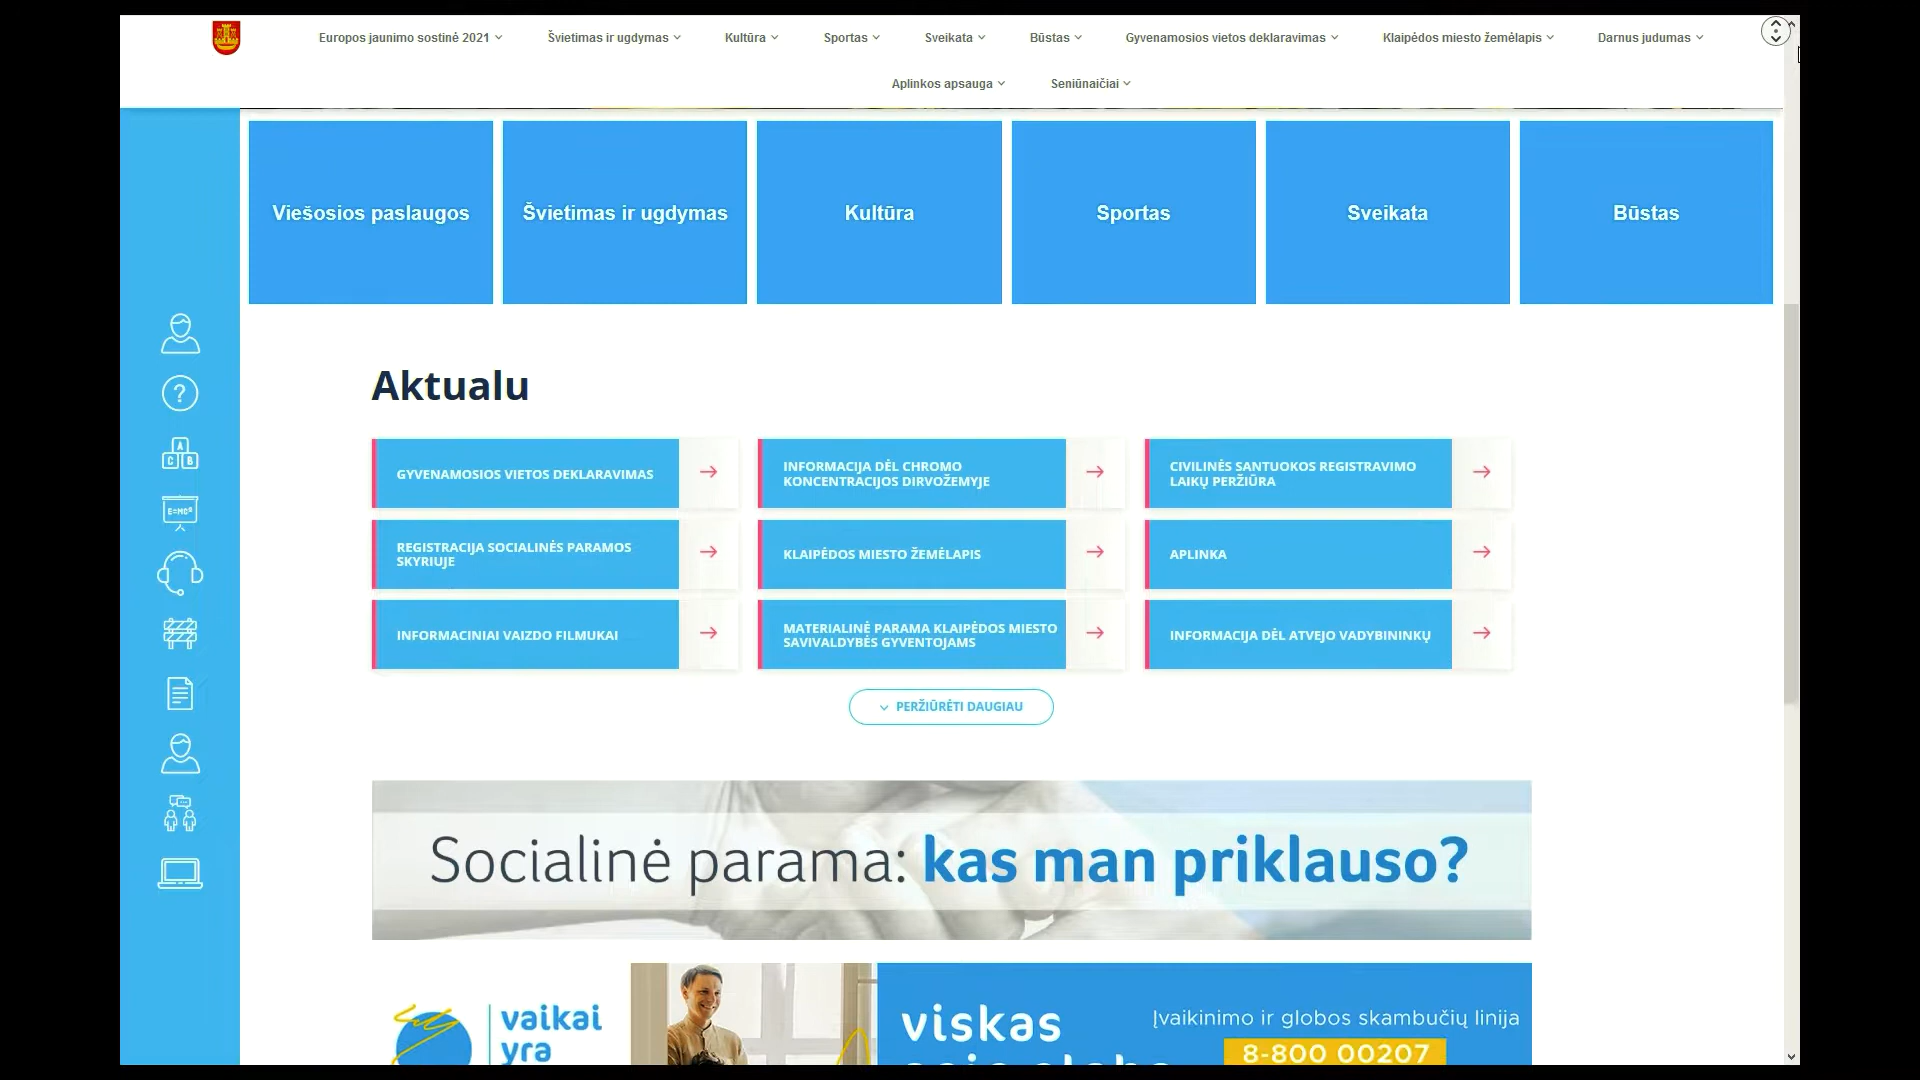 Europos jaunimo sostinė 2021
Švietimas ir ugdymas
Kultūra
Sportas
Sveikata
Būstas
Gyvenamosios vietos deklaravimas
Klaipėdos miesto žemėlapis
Darnus judumas
Aplinkos apsauga
Seniūnaičiai
Viešosios paslaugos
Švietimas ir ugdymas
Kultūra
Sportas
Sveikata
Būstas
?
A
C B
E=MC²
Aktualu
GYVENAMOSIOS VIETOS DEKLARAVIMAS
INFORMACIJA DĖL CHROMO
KONCENTRACIJOS DIRVOŽEMYJE
CIVILINĖS SANTUOKOS REGISTRAVIMO
LAIKŲ PERŽIŪRA
REGISTRACIJA SOCIALINĖS PARAMOS
SKYRIUJE
KLAIPĖDOS MIESTO ŽEMĖLAPIS
APLINKA
INFORMACINIAI VAIZDO FILMUKAI
MATERIALINĖ PARAMA KLAIPĖDOS MIESTO
SAVIVALDYBĖS GYVENTOJAMS
INFORMACIJA DĖL ATVEJO VADYBININKŲ
PERŽIŪRĖTI DAUGIAU
Socialinė parama: kas man priklauso?
vaikai
yra
viskas
Įvaikinimo ir globos skambučių linija
8-800 00207